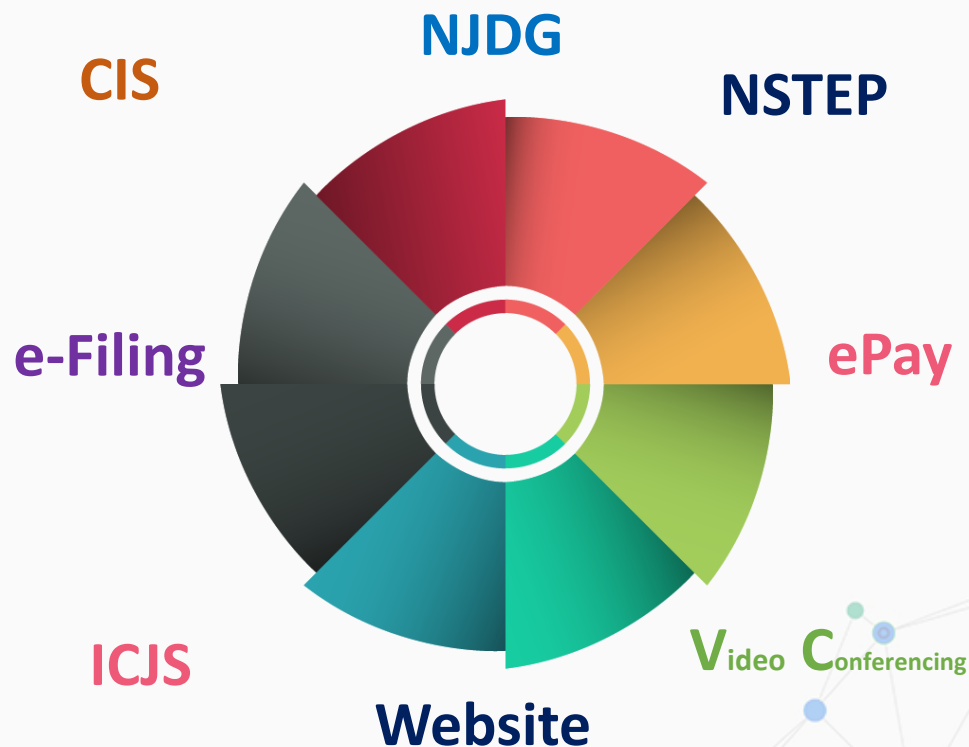 NJDG
CIS
NSTEP
e-Filing
ePay
ICJS
Video Conferencing
Website